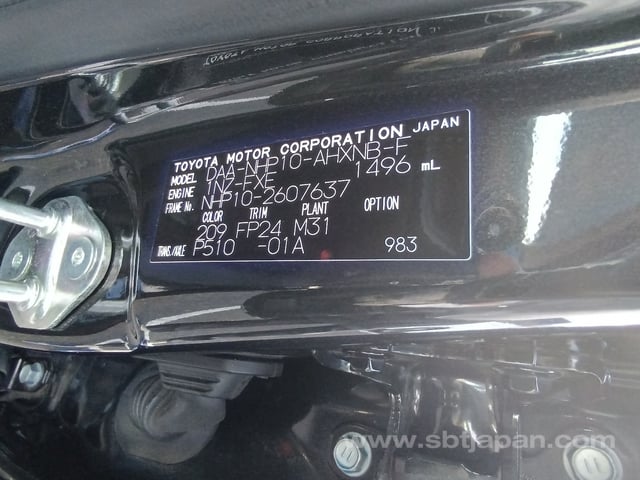 TOYOTA MOTOR CORPORATION JAPAN
MODEL DAA-NHP10-AHXNB-F
ENGINE 1NZ-FXE 1496 mL
FRAME No. NHP10-2607637
COLOR TRIM PLANT OPTION
209 FP24 M31
TRANS./AXLE P510 -01A 983
www.sbtjapan.com